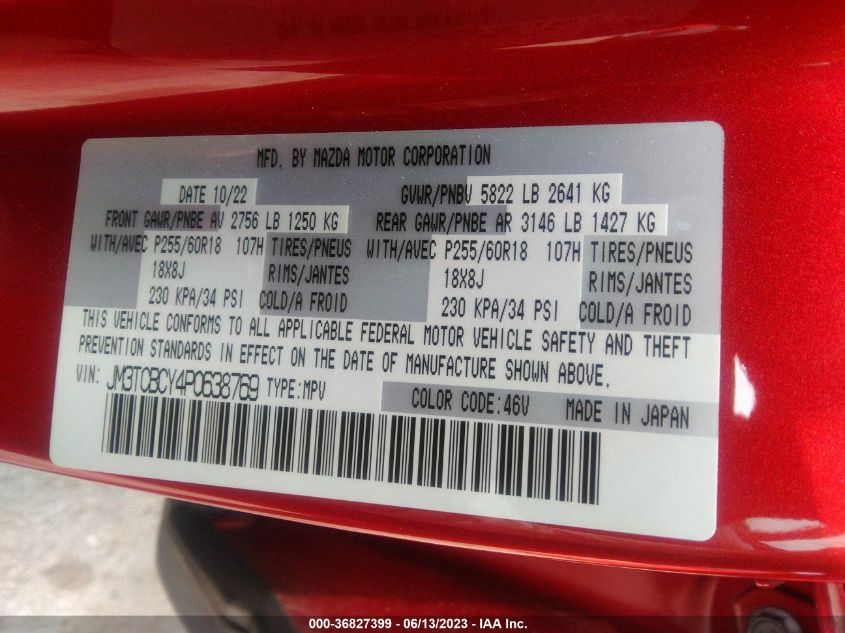 MFD. BY MAZDA MOTOR CORPORATION
DATE 10/22 GVWR/PNBV 5822 LB 2641 KG
FRONT GAWR/PNBE AV 2756 LB 1250 KG REAR GAWR/PNBE AR 3146 LB 1427 KG
WITH/AVEC P255/60R18 107H TIRES/PNEUS WITH/AVEC P255/60R18 107H TIRES/PNEUS
18X8J RIMS/JANTES 18X8J RIMS/JANTES
230 KPA/34 PSI COLD/A FROID 230 KPA/34 PSI COLD/A FROID
THIS VEHICLE CONFORMS TO ALL APPLICABLE FEDERAL MOTOR VEHICLE SAFETY AND THEFT
PREVENTION STANDARDS IN EFFECT ON THE DATE OF MANUFACTURE SHOWN ABOVE.
VIN: JM3TCBCY4P0638769 TYPE:MPV COLOR CODE:46V MADE IN JAPAN
000-36827399 - 06/13/2023 - IAA Inc.